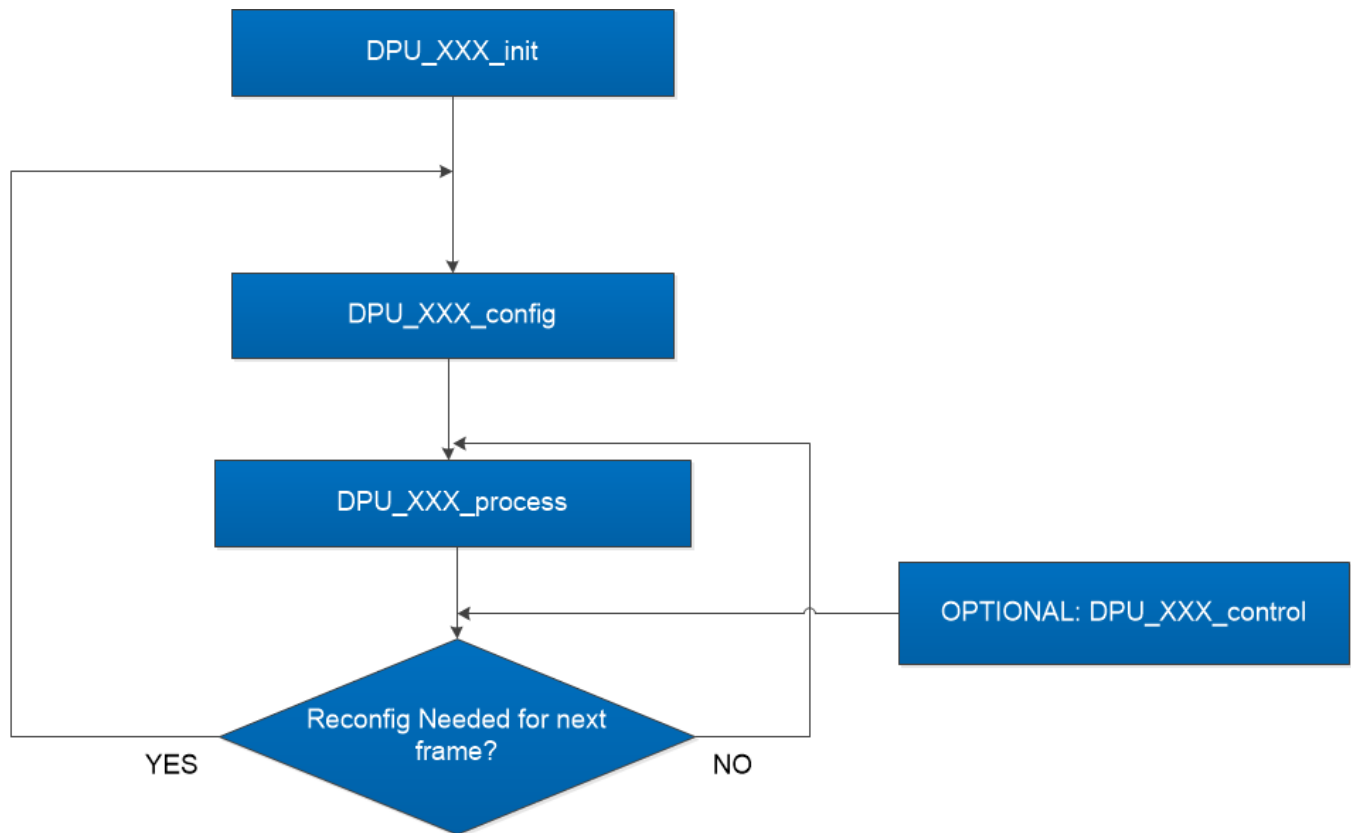 DPU_XXX_init
DPU_XXX_config
DPU_XXX_process
OPTIONAL: DPU_XXX_control
Reconfig Needed for next
frame?
YES
NO